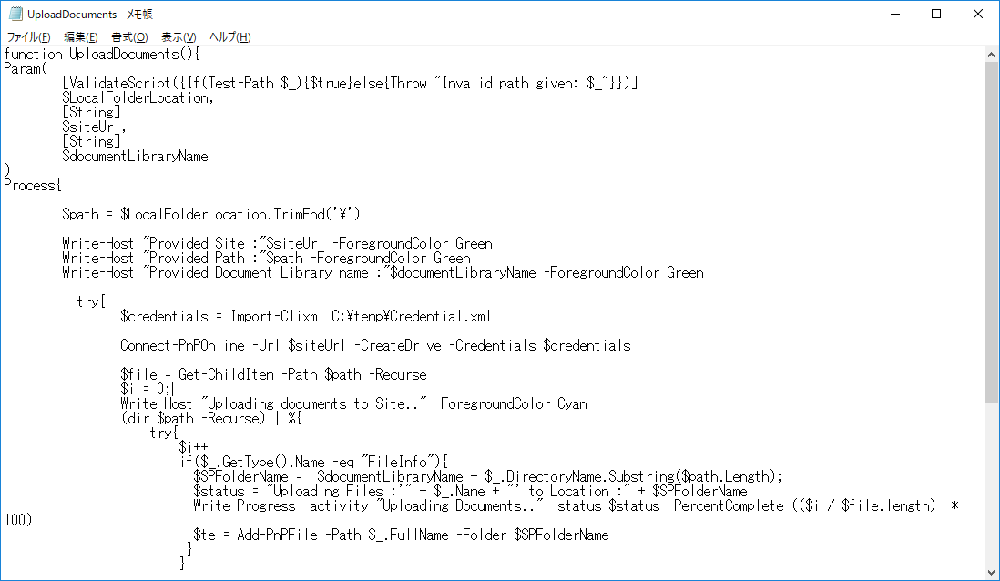 UploadDocuments - メモ帳
ファイル(F) 編集(E) 書式(O) 表示(V) ヘルプ(H)
function UploadDocuments(){
Param(
        [ValidateScript({If(Test-Path $_){$true}else{Throw "Invalid path given: $_"}})]
        $LocalFolderLocation,
        [String]
        $siteUrl,
        [String]
        $documentLibraryName
)
Process{
        $path = $LocalFolderLocation.TrimEnd('¥')
        Write-Host "Provided Site :"$siteUrl -ForegroundColor Green
        Write-Host "Provided Path :"$path -ForegroundColor Green
        Write-Host "Provided Document Library name :"$documentLibraryName -ForegroundColor Green
          try{
                $credentials = Import-Clixml C:¥temp¥Credential.xml
                Connect-PnPOnline -Url $siteUrl -CreateDrive -Credentials $credentials
                $file = Get-ChildItem -Path $path -Recurse
                $i = 0;
                Write-Host "Uploading documents to Site.." -ForegroundColor Cyan
                (dir $path -Recurse) | %{
                    try{
                        $i++
                        if($_.GetType().Name -eq "FileInfo"){
                          $SPFolderName =  $documentLibraryName + $_.DirectoryName.Substring($path.Length);
                          $status = "Uploading Files :'" + $_.Name + "' to Location :" + $SPFolderName
                          Write-Progress -activity "Uploading Documents.." -status $status -PercentComplete (($i / $file.length)  *
100)
                          $te = Add-PnPFile -Path $_.FullName -Folder $SPFolderName
                         }
                        }